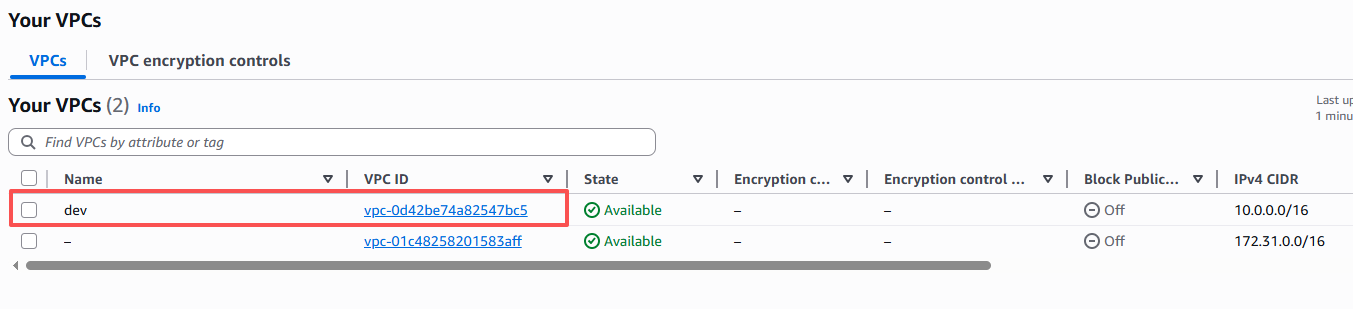 Your VPCs
VPCs VPC encryption controls
Your VPCs (2) Info
Last up
1 minu
Find VPCs by attribute or tag
Name VPC ID State Encryption c... Encryption control ... Block Public... IPv4 CIDR
dev vpc-0d42be74a82547bc5 Available – – Off 10.0.0.0/16
– vpc-01c48258201583aff Available – – Off 172.31.0.0/16